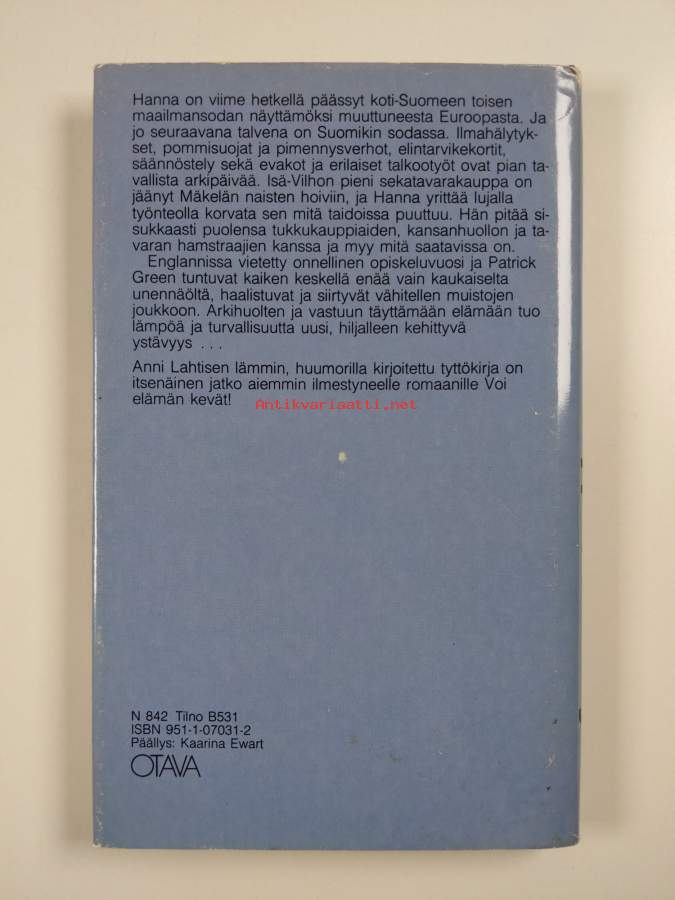 Hanna on viime hetkellä päässyt koti-Suomeen toisen
maailmansodan näyttämöksi muuttuneesta Euroopasta. Ja
jo seuraavana talvena on Suomikin sodassa. Ilmahälytyk-
set, pommisuojat ja pimennysverhot, elintarvikekortit,
säännöstely sekä evakot ja erilaiset talkootyöt ovat pian ta-
vallista arkipäivää. Isä-Vilhon pieni sekatavarakauppa on
jäänyt Mäkelän naisten hoiviin, ja Hanna yrittää lujalla
työnteolla korvata sen mitä taidoissa puuttuu. Hän pitää si-
sukkaasti puolensa tukkukauppiaiden, kansanhuollon ja ta-
varan hamstraajien kanssa ja myy mitä saatavissa on.
Englannissa vietetty onnellinen opiskeluvuosi ja Patrick
Green tuntuvat kaiken keskellä enää vain kaukaiselta
unennäöltä, haalistuvat ja siirtyvät vähitellen muistojen
joukkoon. Arkihuolten ja vastuun täyttämään elämään tuo
lämpöä ja turvallisuutta uusi, hiljalleen kehittyvä
ystävyys . . .
Anni Lahtisen lämmin, huumorilla kirjoitettu tyttökirja on
itsenäinen jatko aiemmin ilmestyneelle romaanille Voi
elämän kevät!
Antikvariaatti.net
N 842 Tilno B531
ISBN 951-1-07031-2
Päällys: Kaarina Ewart
OTAVA